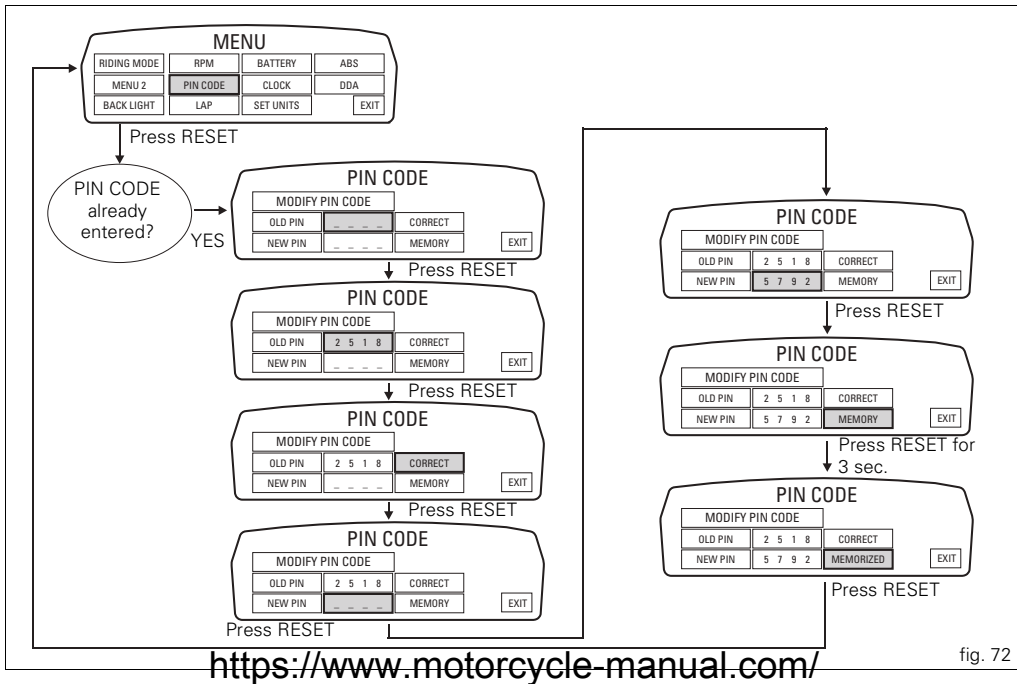 MENU
RIDING MODE RPM BATTERY ABS
MENU 2 PIN CODE CLOCK DDA
BACK LIGHT LAP SET UNITS EXIT
Press RESET
PIN CODE
already
entered?
YES
PIN CODE
MODIFY PIN CODE
OLD PIN _ _ _ _ CORRECT
NEW PIN _ _ _ _ MEMORY EXIT
Press RESET
PIN CODE
MODIFY PIN CODE
OLD PIN 2 5 1 8 CORRECT
NEW PIN _ _ _ _ MEMORY EXIT
Press RESET
PIN CODE
MODIFY PIN CODE
OLD PIN 2 5 1 8 CORRECT
NEW PIN _ _ _ _ MEMORY EXIT
Press RESET
PIN CODE
MODIFY PIN CODE
OLD PIN 2 5 1 8 CORRECT
NEW PIN _ _ _ _ MEMORY EXIT
Press RESET
PIN CODE
MODIFY PIN CODE
OLD PIN 2 5 1 8 CORRECT
NEW PIN 5 7 9 2 MEMORY EXIT
Press RESET
PIN CODE
MODIFY PIN CODE
OLD PIN 2 5 1 8 CORRECT
NEW PIN 5 7 9 2 MEMORY EXIT
Press RESET for
3 sec.
PIN CODE
MODIFY PIN CODE
OLD PIN 2 5 1 8 CORRECT
NEW PIN 5 7 9 2 MEMORIZED EXIT
Press RESET
fig. 72
https://www.motorcycle-manual.com/